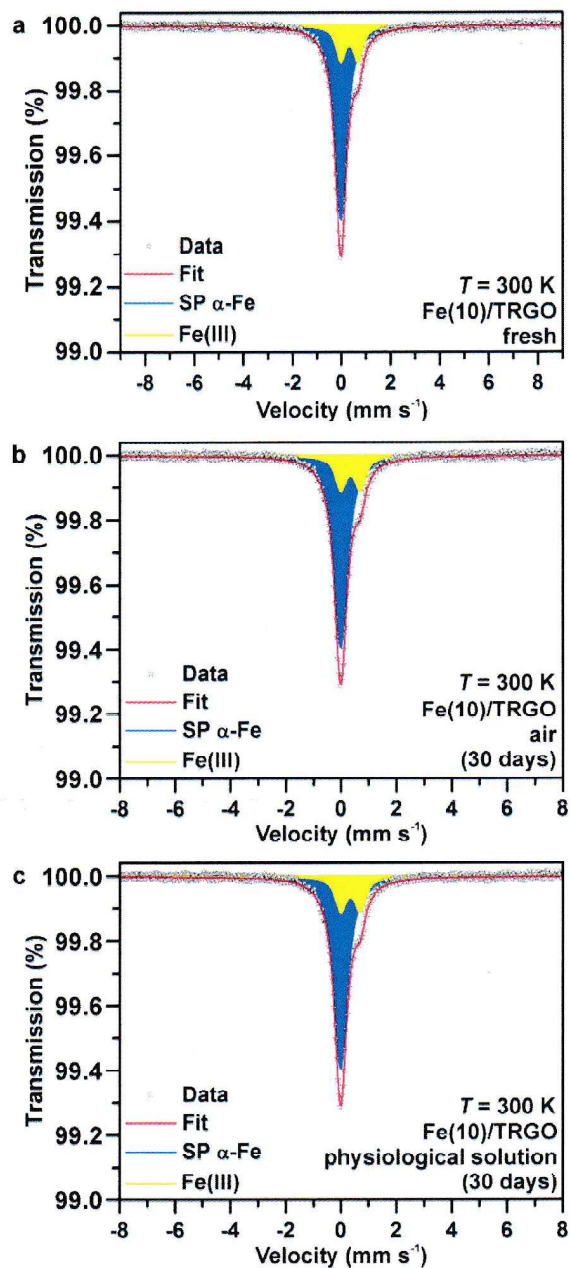 a
100.0
99.8
99.6
99.4
99.2
99.0
Transmission (%)
Data
Fit
SP α-Fe
Fe(III)
T = 300 K
Fe(10)/TRGO
fresh
-8 -6 -4 -2 0 2 4 6 8
Velocity (mm s⁻¹)
b
100.0
99.8
99.6
99.4
99.2
99.0
Transmission (%)
Data
Fit
SP α-Fe
Fe(III)
T = 300 K
Fe(10)/TRGO
air
(30 days)
-8 -6 -4 -2 0 2 4 6 8
Velocity (mm s⁻¹)
c
100.0
99.8
99.6
99.4
99.2
99.0
Transmission (%)
Data
Fit
SP α-Fe
Fe(III)
T = 300 K
Fe(10)/TRGO
physiological solution
(30 days)
-8 -6 -4 -2 0 2 4 6 8
Velocity (mm s⁻¹)